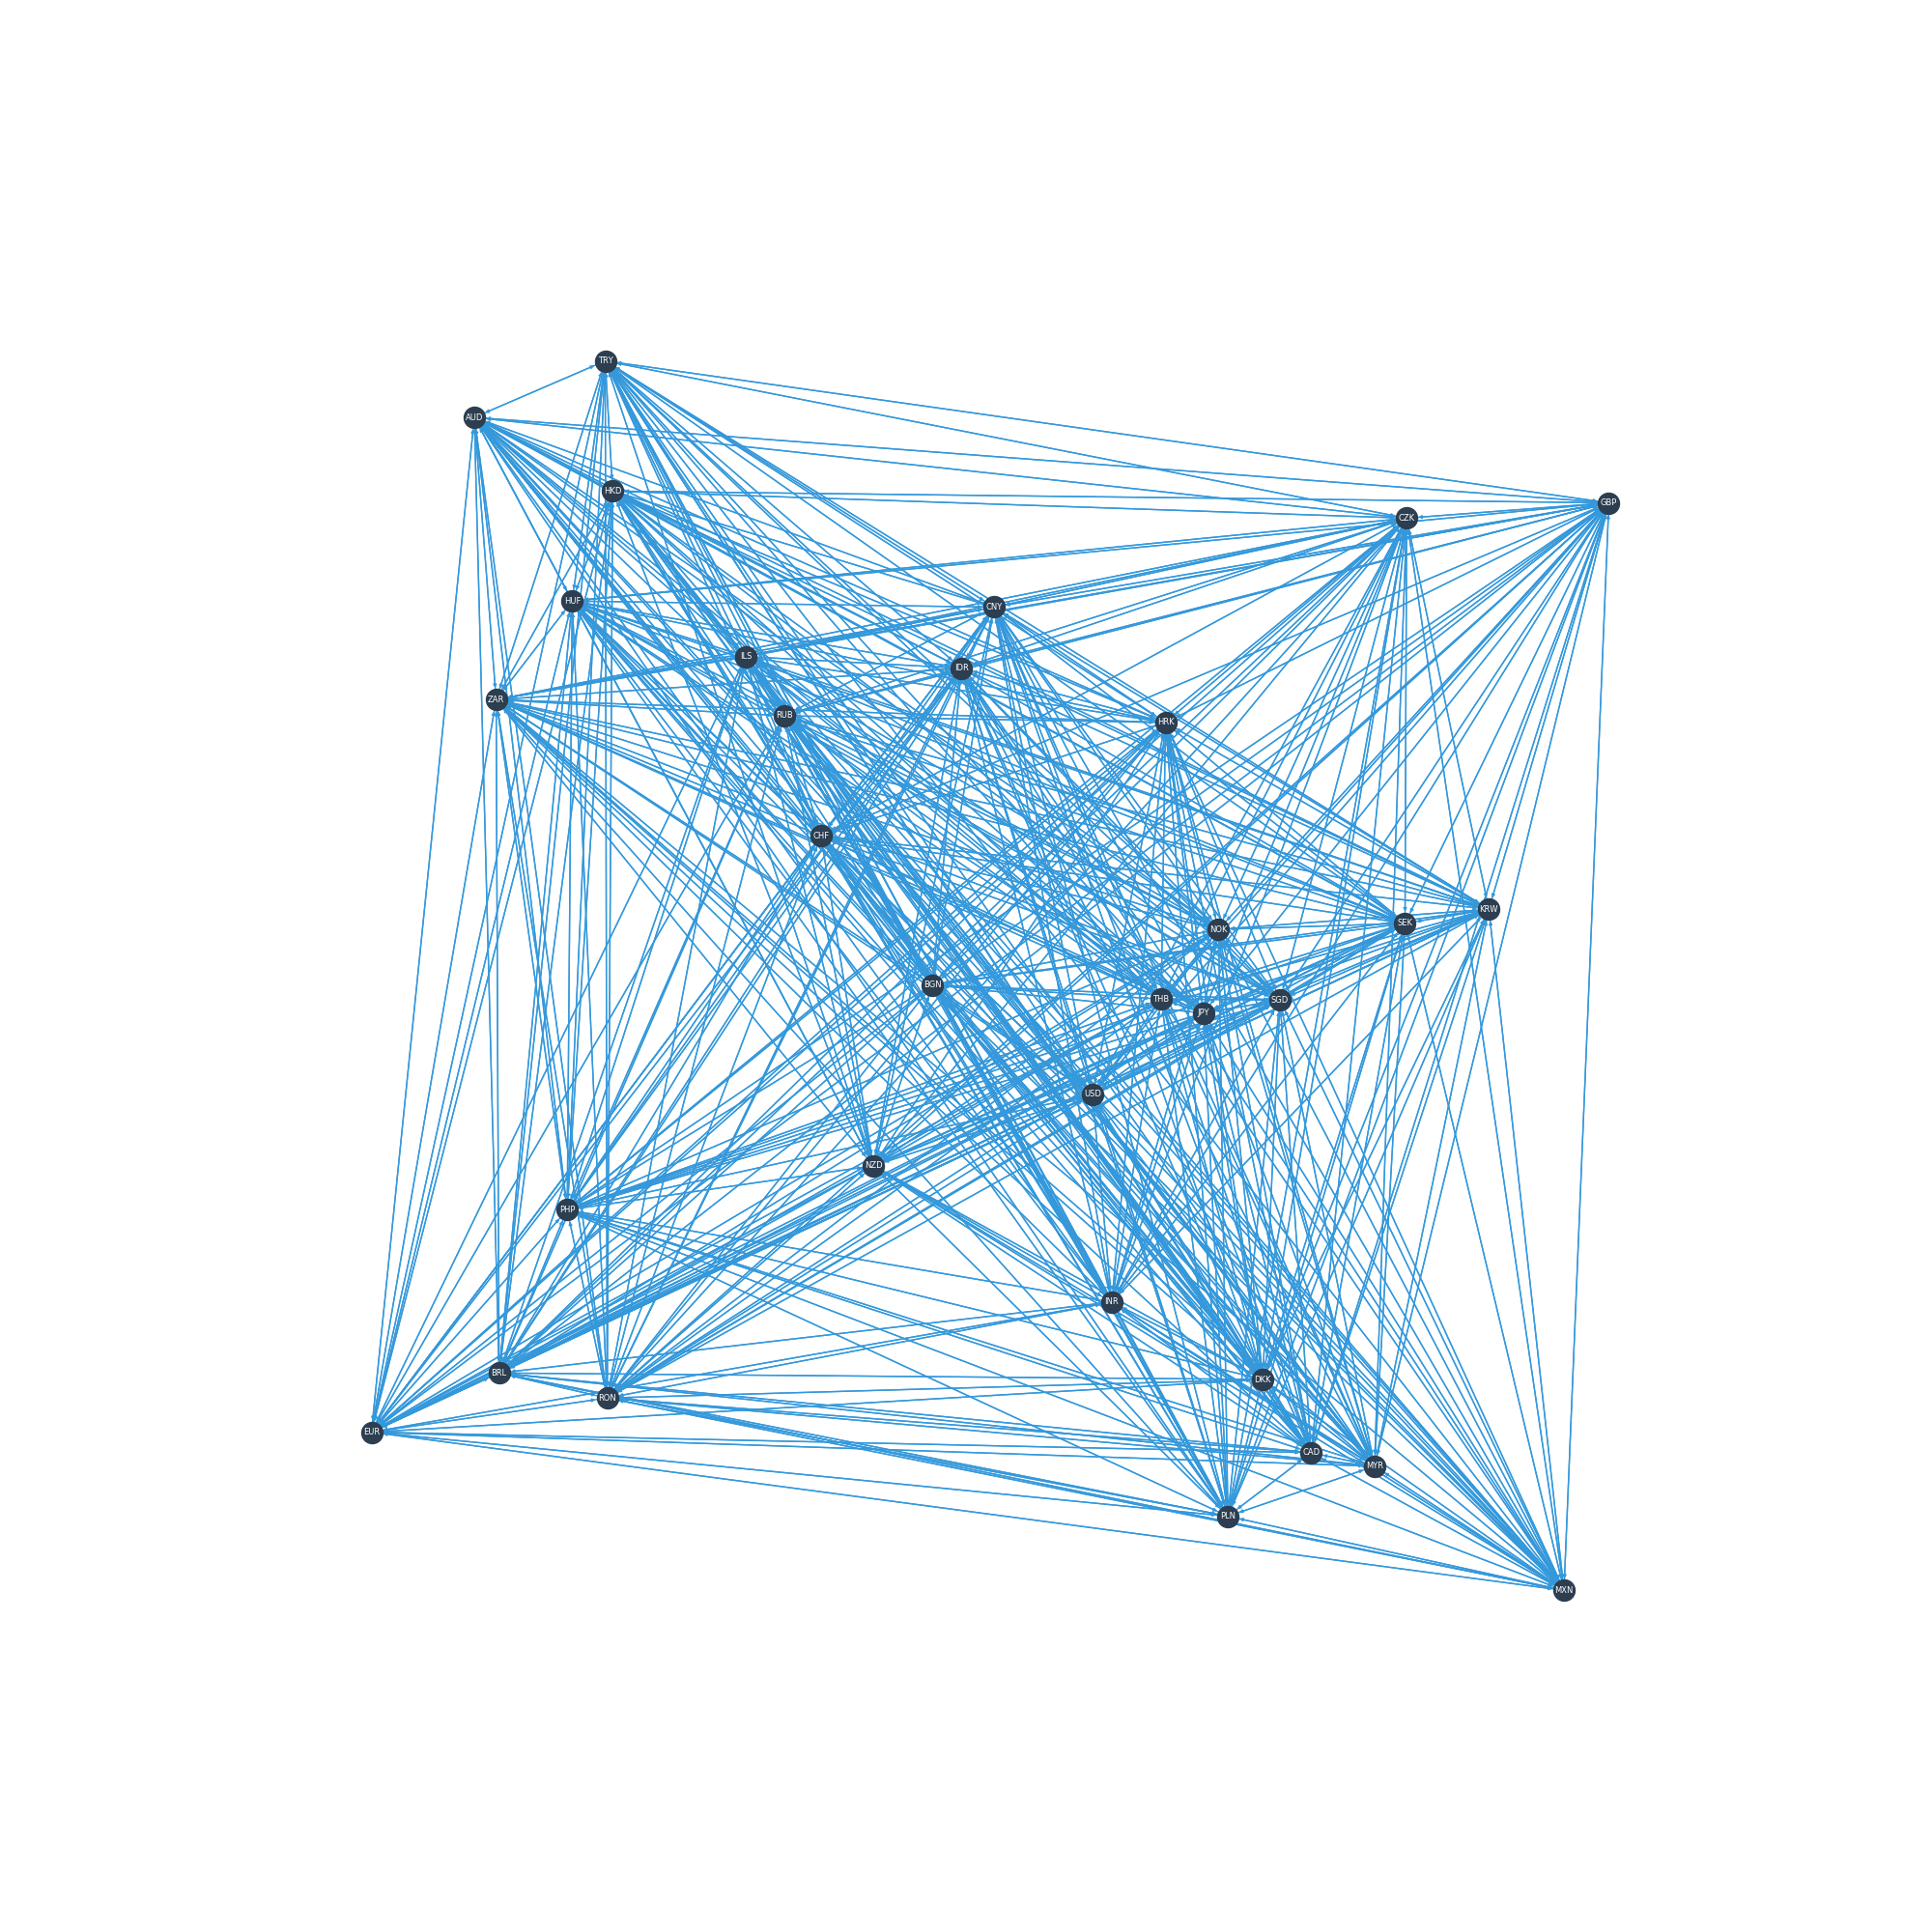 TRY
AUD
HKD
GBP
CZK
HUF
CNY
ILS
IDR
ZAR
RUB
HRK
CHF
KRW
SEK
NOK
BGN
THB
SGD
JPY
USD
NZD
PHP
INR
BRL
DKK
RON
EUR
CAD
MYR
PLN
MXN